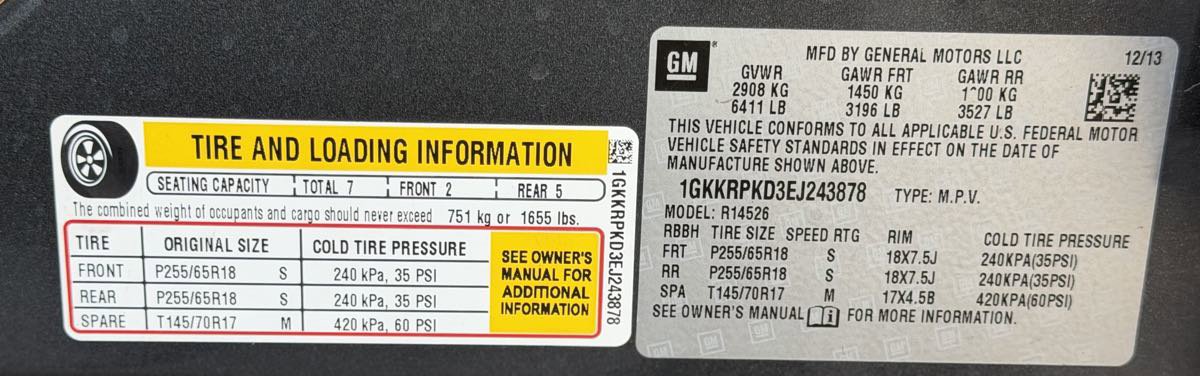 TIRE AND LOADING INFORMATION
SEATING CAPACITY TOTAL 7 FRONT 2 REAR 5
The combined weight of occupants and cargo should never exceed 751 kg or 1655 lbs.
TIRE ORIGINAL SIZE COLD TIRE PRESSURE
FRONT P255/65R18 S 240 kPa, 35 PSI
REAR P255/65R18 S 240 kPa, 35 PSI
SPARE T145/70R17 M 420 kPa, 60 PSI
SEE OWNER'S
MANUAL FOR
ADDITIONAL
INFORMATION
1GKKRPKD3EJ243878
GM
MFD BY GENERAL MOTORS LLC 12/13
GVWR GAWR FRT GAWR RR
2908 KG 1450 KG KG
6411 LB 3196 LB 3527 LB
THIS VEHICLE CONFORMS TO ALL APPLICABLE U.S. FEDERAL MOTOR
VEHICLE SAFETY STANDARDS IN EFFECT ON THE DATE OF
MANUFACTURE SHOWN ABOVE.
1GKKRPKD3EJ243878 TYPE: M.P.V.
MODEL: R14526
RBBH TIRE SIZE SPEED RTG RIM COLD TIRE PRESSURE
FRT P255/65R18 S 18X7.5J 240KPA(35PSI)
RR P255/65R18 S 18X7.5J 240KPA(35PSI)
SPA T145/70R17 M 17X4.5B 420KPA(60PSI)
SEE OWNER'S MANUAL FOR MORE INFORMATION.